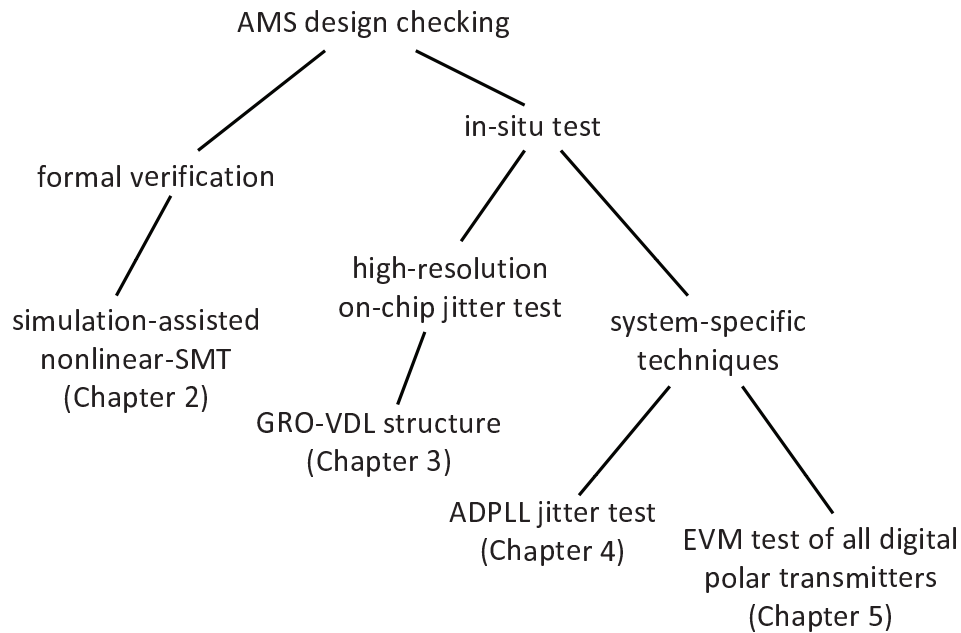 AMS design checking
in-situ test
formal verification
high-resolution
on-chip jitter test
simulation-assisted
nonlinear-SMT
(Chapter 2)
system-specific
techniques
GRO-VDL structure
(Chapter 3)
ADPLL jitter test
(Chapter 4)
EVM test of all digital
polar transmitters
(Chapter 5)